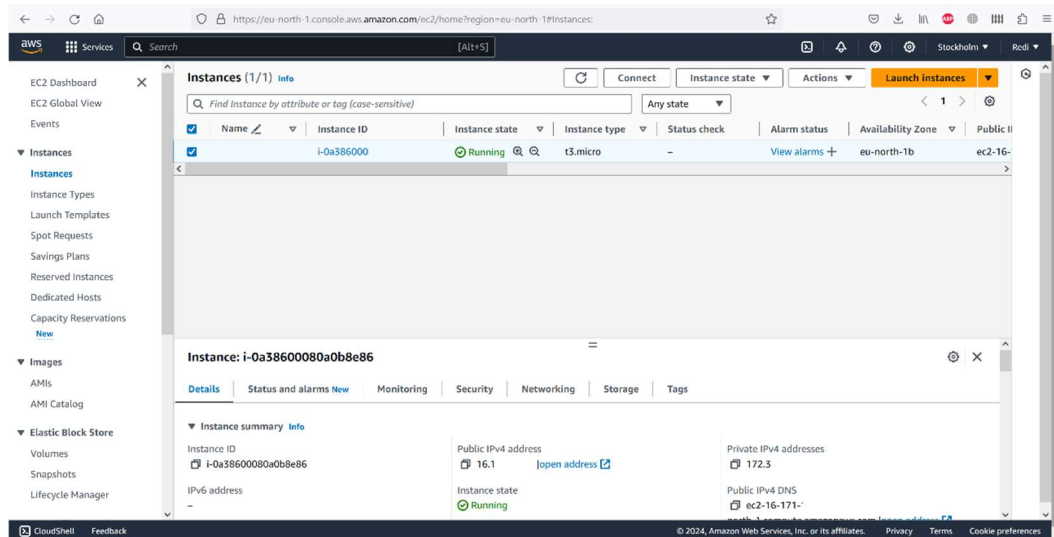 https://eu-north-1.console.aws.amazon.com/ec2/home?region=eu-north-1#Instances:
ABP
aws Services Search [Alt+S] Stockholm ▼ Redi ▼
EC2 Dashboard
EC2 Global View
Events
▼ Instances
Instances
Instance Types
Launch Templates
Spot Requests
Savings Plans
Reserved Instances
Dedicated Hosts
Capacity Reservations
New
▼ Images
AMIs
AMI Catalog
▼ Elastic Block Store
Volumes
Snapshots
Lifecycle Manager
Instances (1/1) Info Connect Instance state ▼ Actions ▼ Launch instances ▼
Find Instance by attribute or tag (case-sensitive) Any state ▼ < 1 >
Name Instance ID Instance state Instance type Status check Alarm status Availability Zone Public
i-0a386000 Running t3.micro – View alarms + eu-north-1b ec2-16-
Instance: i-0a38600080a0b8e86
Details Status and alarms New Monitoring Security Networking Storage Tags
▼ Instance summary Info
Instance ID Public IPv4 address Private IPv4 addresses
i-0a38600080a0b8e86 16.1 |open address 172.3
IPv6 address Instance state Public IPv4 DNS
– Running ec2-16-171-
CloudShell Feedback © 2024, Amazon Web Services, Inc. or its affiliates. Privacy Terms Cookie preferences